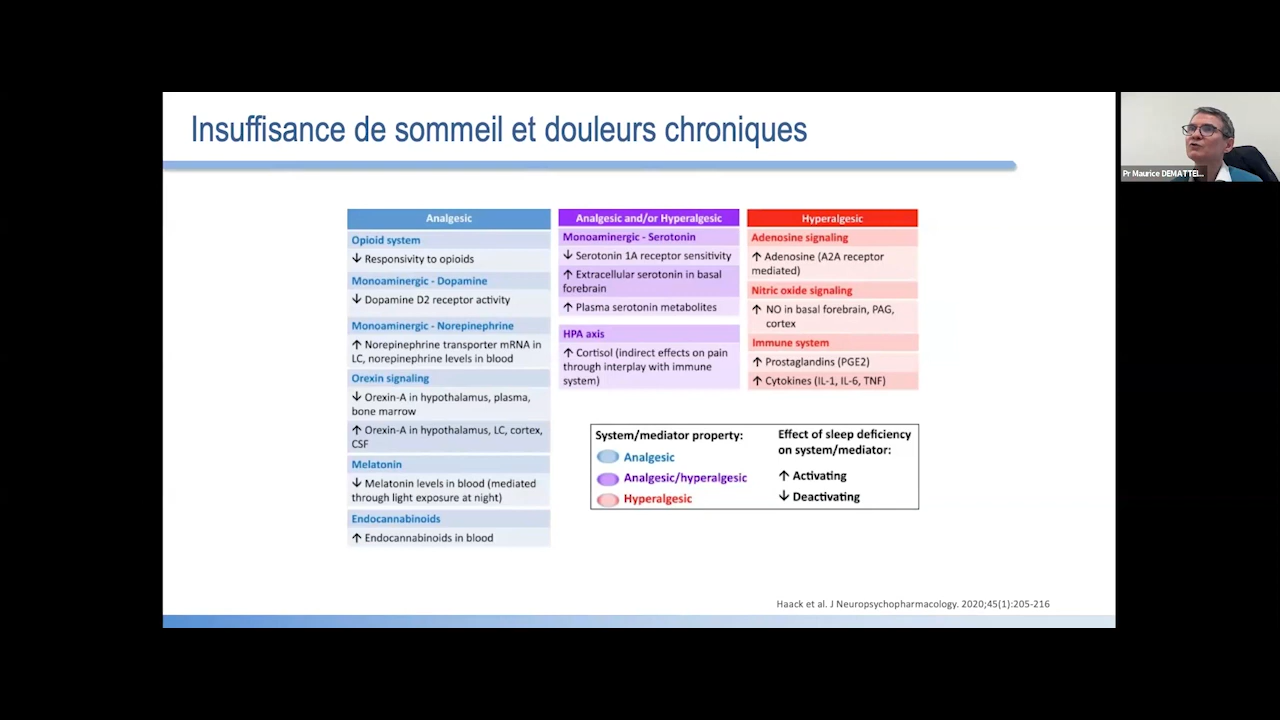 Insuffisance de sommeil et douleurs chroniques
Analgesic
Opioid system
↓ Responsivity to opioids
Monoaminergic - Dopamine
↓ Dopamine D2 receptor activity
Monoaminergic - Norepinephrine
↑ Norepinephrine transporter mRNA in
LC, norepinephrine levels in blood
Orexin signaling
↓ Orexin-A in hypothalamus, plasma,
bone marrow
↑ Orexin-A in hypothalamus, LC, cortex,
CSF
Melatonin
↓ Melatonin levels in blood (mediated
through light exposure at night)
Endocannabinoids
↑ Endocannabinoids in blood
Analgesic and/or Hyperalgesic
Monoaminergic - Serotonin
↓ Serotonin 1A receptor sensitivity
↑ Extracellular serotonin in basal
forebrain
↑ Plasma serotonin metabolites
HPA axis
↑ Cortisol (indirect effects on pain
through interplay with immune
system)
Hyperalgesic
Adenosine signaling
↑ Adenosine (A2A receptor
mediated)
Nitric oxide signaling
↑ NO in basal forebrain, PAG,
cortex
Immune system
↑ Prostaglandins (PGE2)
↑ Cytokines (IL-1, IL-6, TNF)
System/mediator property:
Analgesic
Analgesic/hyperalgesic
Hyperalgesic
Effect of sleep deficiency
on system/mediator:
↑ Activating
↓ Deactivating
Haack et al. J Neuropsychopharmacology. 2020;45(1):205-216
Pr Maurice DEMATTEI...